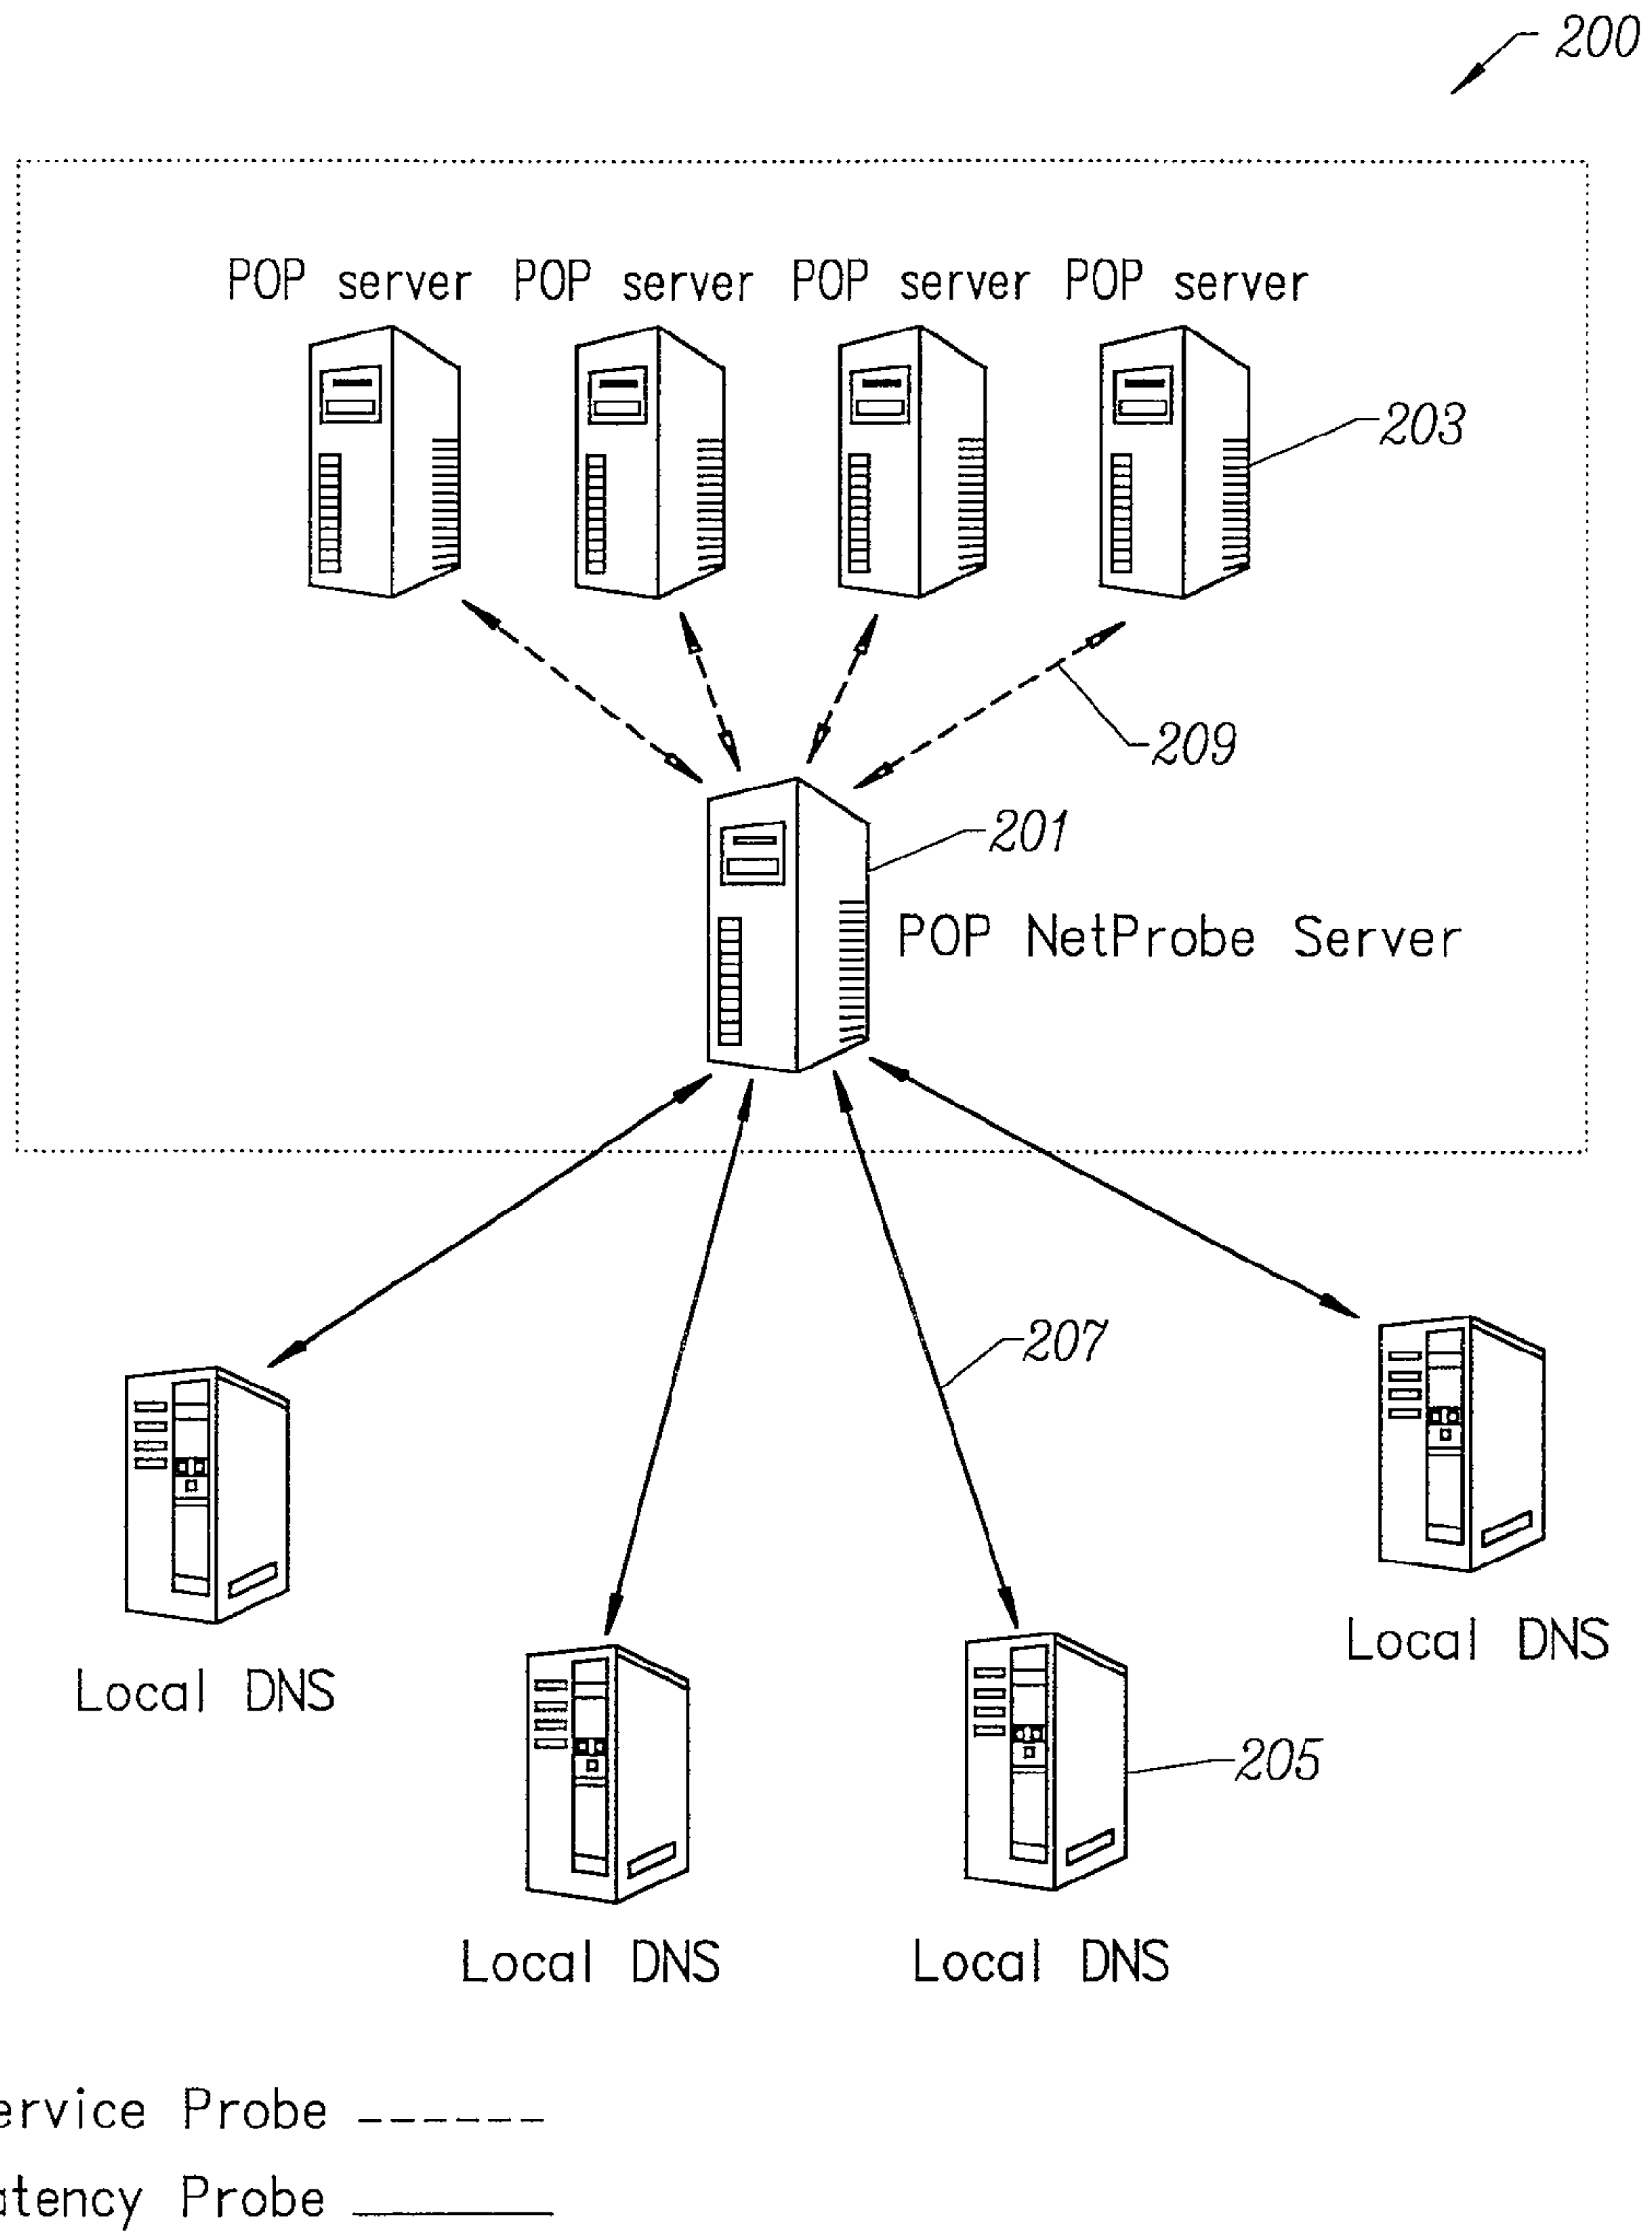 200
POP server POP server POP server POP server
203
209
201
POP NetProbe Server
207
Local DNS
Local DNS
205
Local DNS
Local DNS
ervice Probe
atency Probe